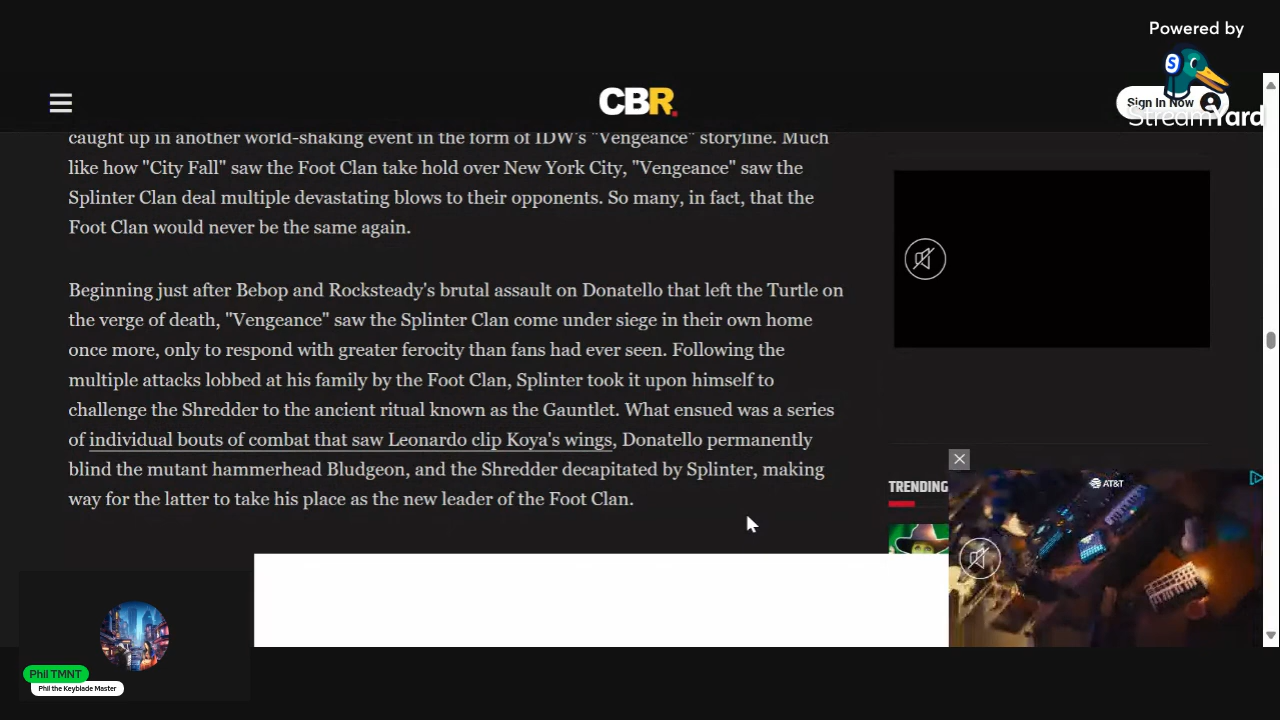 Powered by
S
CBR.
Sign In Now
StreamYard
caught up in another world-shaking event in the form of IDW's "Vengeance" storyline. Much
like how "City Fall" saw the Foot Clan take hold over New York City, "Vengeance" saw the
Splinter Clan deal multiple devastating blows to their opponents. So many, in fact, that the
Foot Clan would never be the same again.
Beginning just after Bebop and Rocksteady's brutal assault on Donatello that left the Turtle on
the verge of death, "Vengeance" saw the Splinter Clan come under siege in their own home
once more, only to respond with greater ferocity than fans had ever seen. Following the
multiple attacks lobbed at his family by the Foot Clan, Splinter took it upon himself to
challenge the Shredder to the ancient ritual known as the Gauntlet. What ensued was a series
of individual bouts of combat that saw Leonardo clip Koya's wings, Donatello permanently
blind the mutant hammerhead Bludgeon, and the Shredder decapitated by Splinter, making
way for the latter to take his place as the new leader of the Foot Clan.
TRENDING
AT&T
Phil TMNT
Phil the Keyblade Master